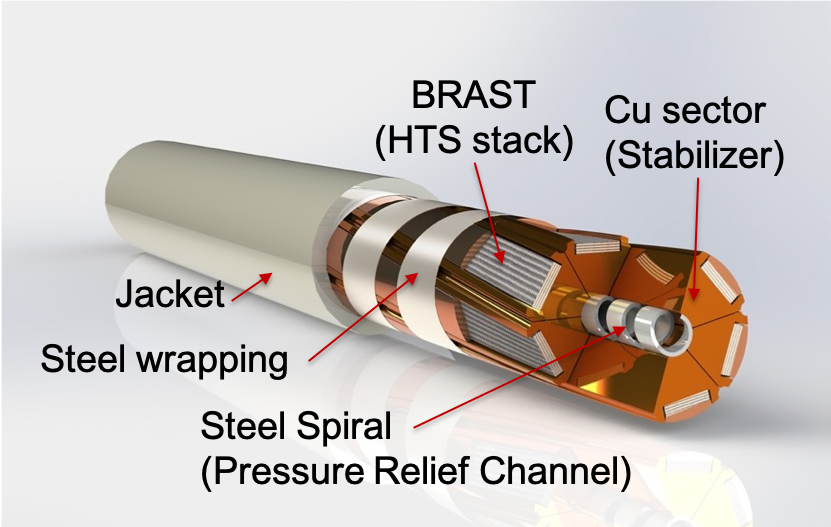 BRAST
(HTS stack)
Cu sector
(Stabilizer)
Jacket
Steel wrapping
Steel Spiral
(Pressure Relief Channel)